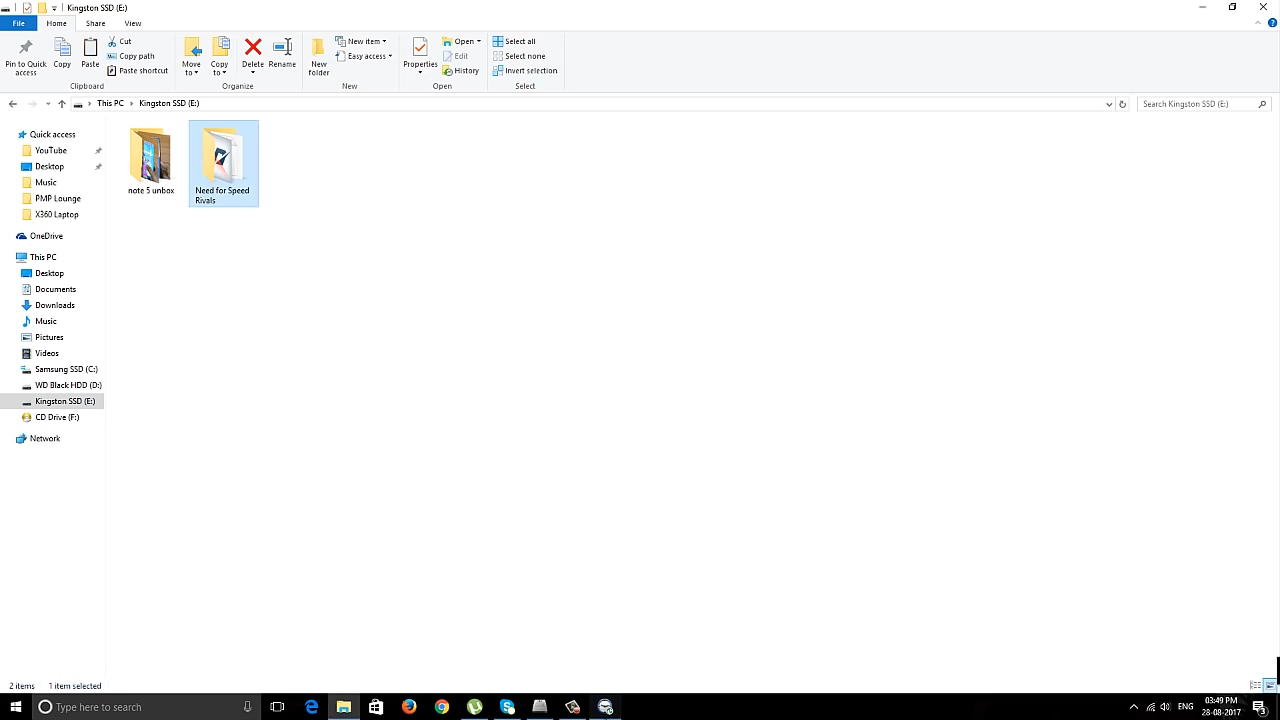 Kingston SSD (E:)
File Home Share View
Pin to Quick access
Copy
Paste
Cut
Copy path
Paste shortcut
Clipboard
Move to
Copy to
Delete
Rename
Organize
New folder
New item
Easy access
New
Properties
Open
Edit
History
Open
Select all
Select none
Invert selection
Select
This PC Kingston SSD (E:)
Search Kingston SSD (E:)
Quick access
YouTube
Desktop
Music
PMP Lounge
X360 Laptop
OneDrive
This PC
Desktop
Documents
Downloads
Music
Pictures
Videos
Samsung SSD (C:)
WD Black HDD (D:)
Kingston SSD (E:)
CD Drive (F:)
Network
note 5 unbox
Need for Speed
Rivals
2 items 1 item selected
Type here to search
ENG
03:49 PM
28-08-2017
3